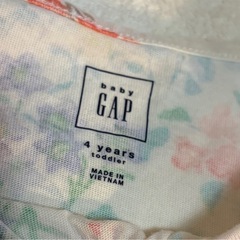 baby
GAP
4 years
toddler
MADE IN
VIETNAM